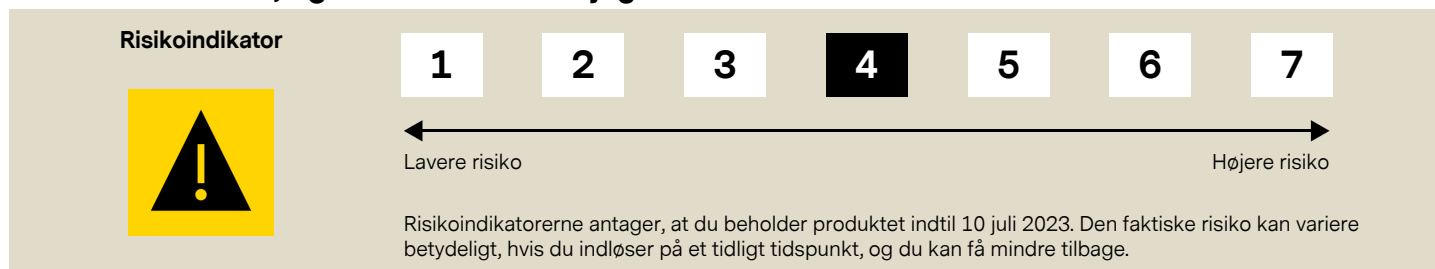 Risikoindikator
1 2 3 4 5 6 7
Lavere risiko Højere risiko
Risikoindikatorerne antager, at du beholder produktet indtil 10 juli 2023. Den faktiske risiko kan variere
betydeligt, hvis du indløser på et tidligt tidspunkt, og du kan få mindre tilbage.